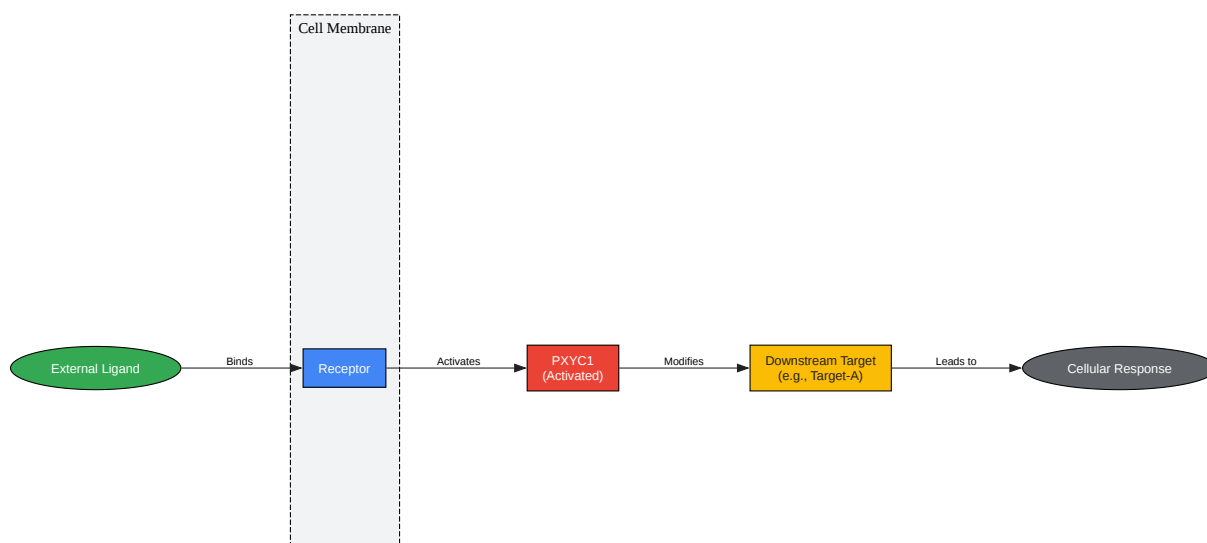 Cell Membrane
External Ligand
Binds
Receptor
Activates
PXYC1
(Activated)
Modifies
Downstream Target
(e.g., Target-A)
Leads to
Cellular Response